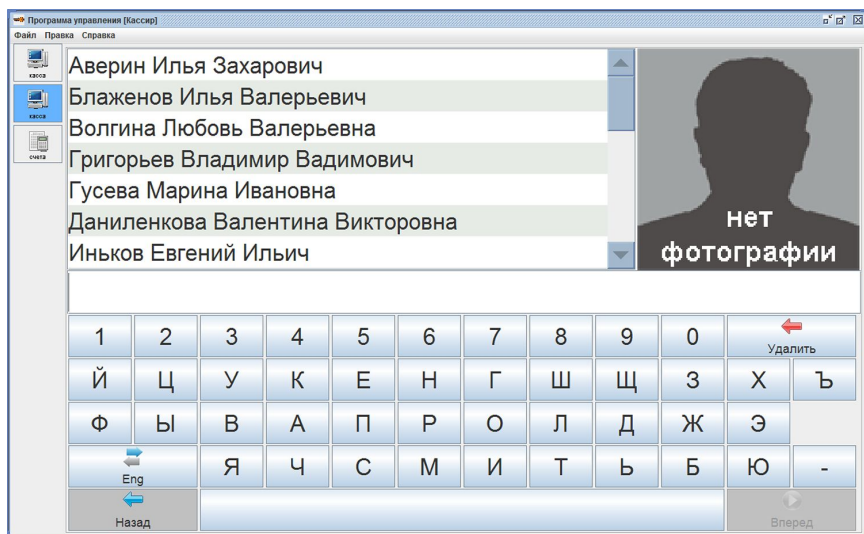 Программа управления [Кассир]
Файл Правка Справка
касса
касса
счета
Аверин Илья Захарович
Блаженов Илья Валерьевич
Волгина Любовь Валерьевна
Григорьев Владимир Вадимович
Гусева Марина Ивановна
Даниленкова Валентина Викторовна
Иньков Евгений Ильич
нет
фотографии
1 2 3 4 5 6 7 8 9 0 Удалить
Й Ц У К Е Н Г Ш Щ З Х Ъ
Ф Ы В А П Р О Л Д Ж Э
Eng Я Ч С М И Т Ь Б Ю -
Назад Вперед